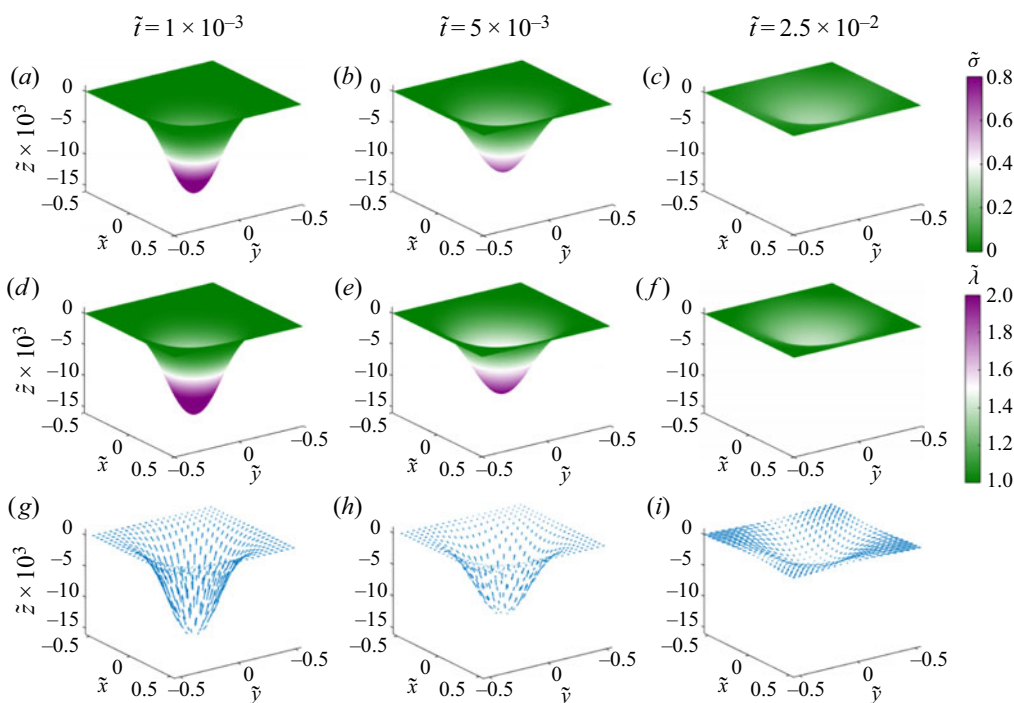 t̃ = 1 × 10⁻³ t̃ = 5 × 10⁻³ t̃ = 2.5 × 10⁻²
(a) (b) (c) σ̃
0 0 0 0.8
–5 –5 –5 0.6
z̃ × 10³ –10 –10 –10 0.4
–15 –15 –15 0.2
–0.5 –0.5 –0.5 –0.5 –0.5 –0.5 0
0 0 0 0 0 0
x̃ 0.5 –0.5 ỹ x̃ 0.5 –0.5 ỹ x̃ 0.5 –0.5 ỹ
(d) (e) (f) λ̃
0 0 0 2.0
–5 –5 –5 1.8
z̃ × 10³ –10 –10 –10 1.6
–15 –15 –15 1.4
–0.5 –0.5 –0.5 –0.5 –0.5 –0.5 1.2
0 0 0 0 0 0
x̃ 0.5 –0.5 ỹ x̃ 0.5 –0.5 ỹ x̃ 0.5 –0.5 ỹ 1.0
(g) (h) (i)
0 0 0
–5 –5 –5
z̃ × 10³ –10 –10 –10
–15 –15 –15
–0.5 –0.5 –0.5 –0.5 –0.5 –0.5
0 0 0 0 0 0
x̃ 0.5 –0.5 ỹ x̃ 0.5 –0.5 ỹ x̃ 0.5 –0.5 ỹ